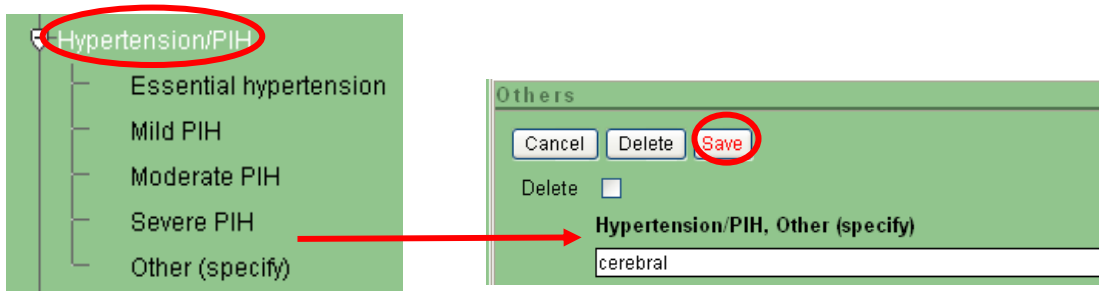 Hypertension/PIH
Essential hypertension
Mild PIH
Moderate PIH
Severe PIH
Other (specify)
Others
Cancel Delete Save
Delete
Hypertension/PIH, Other (specify)
cerebral